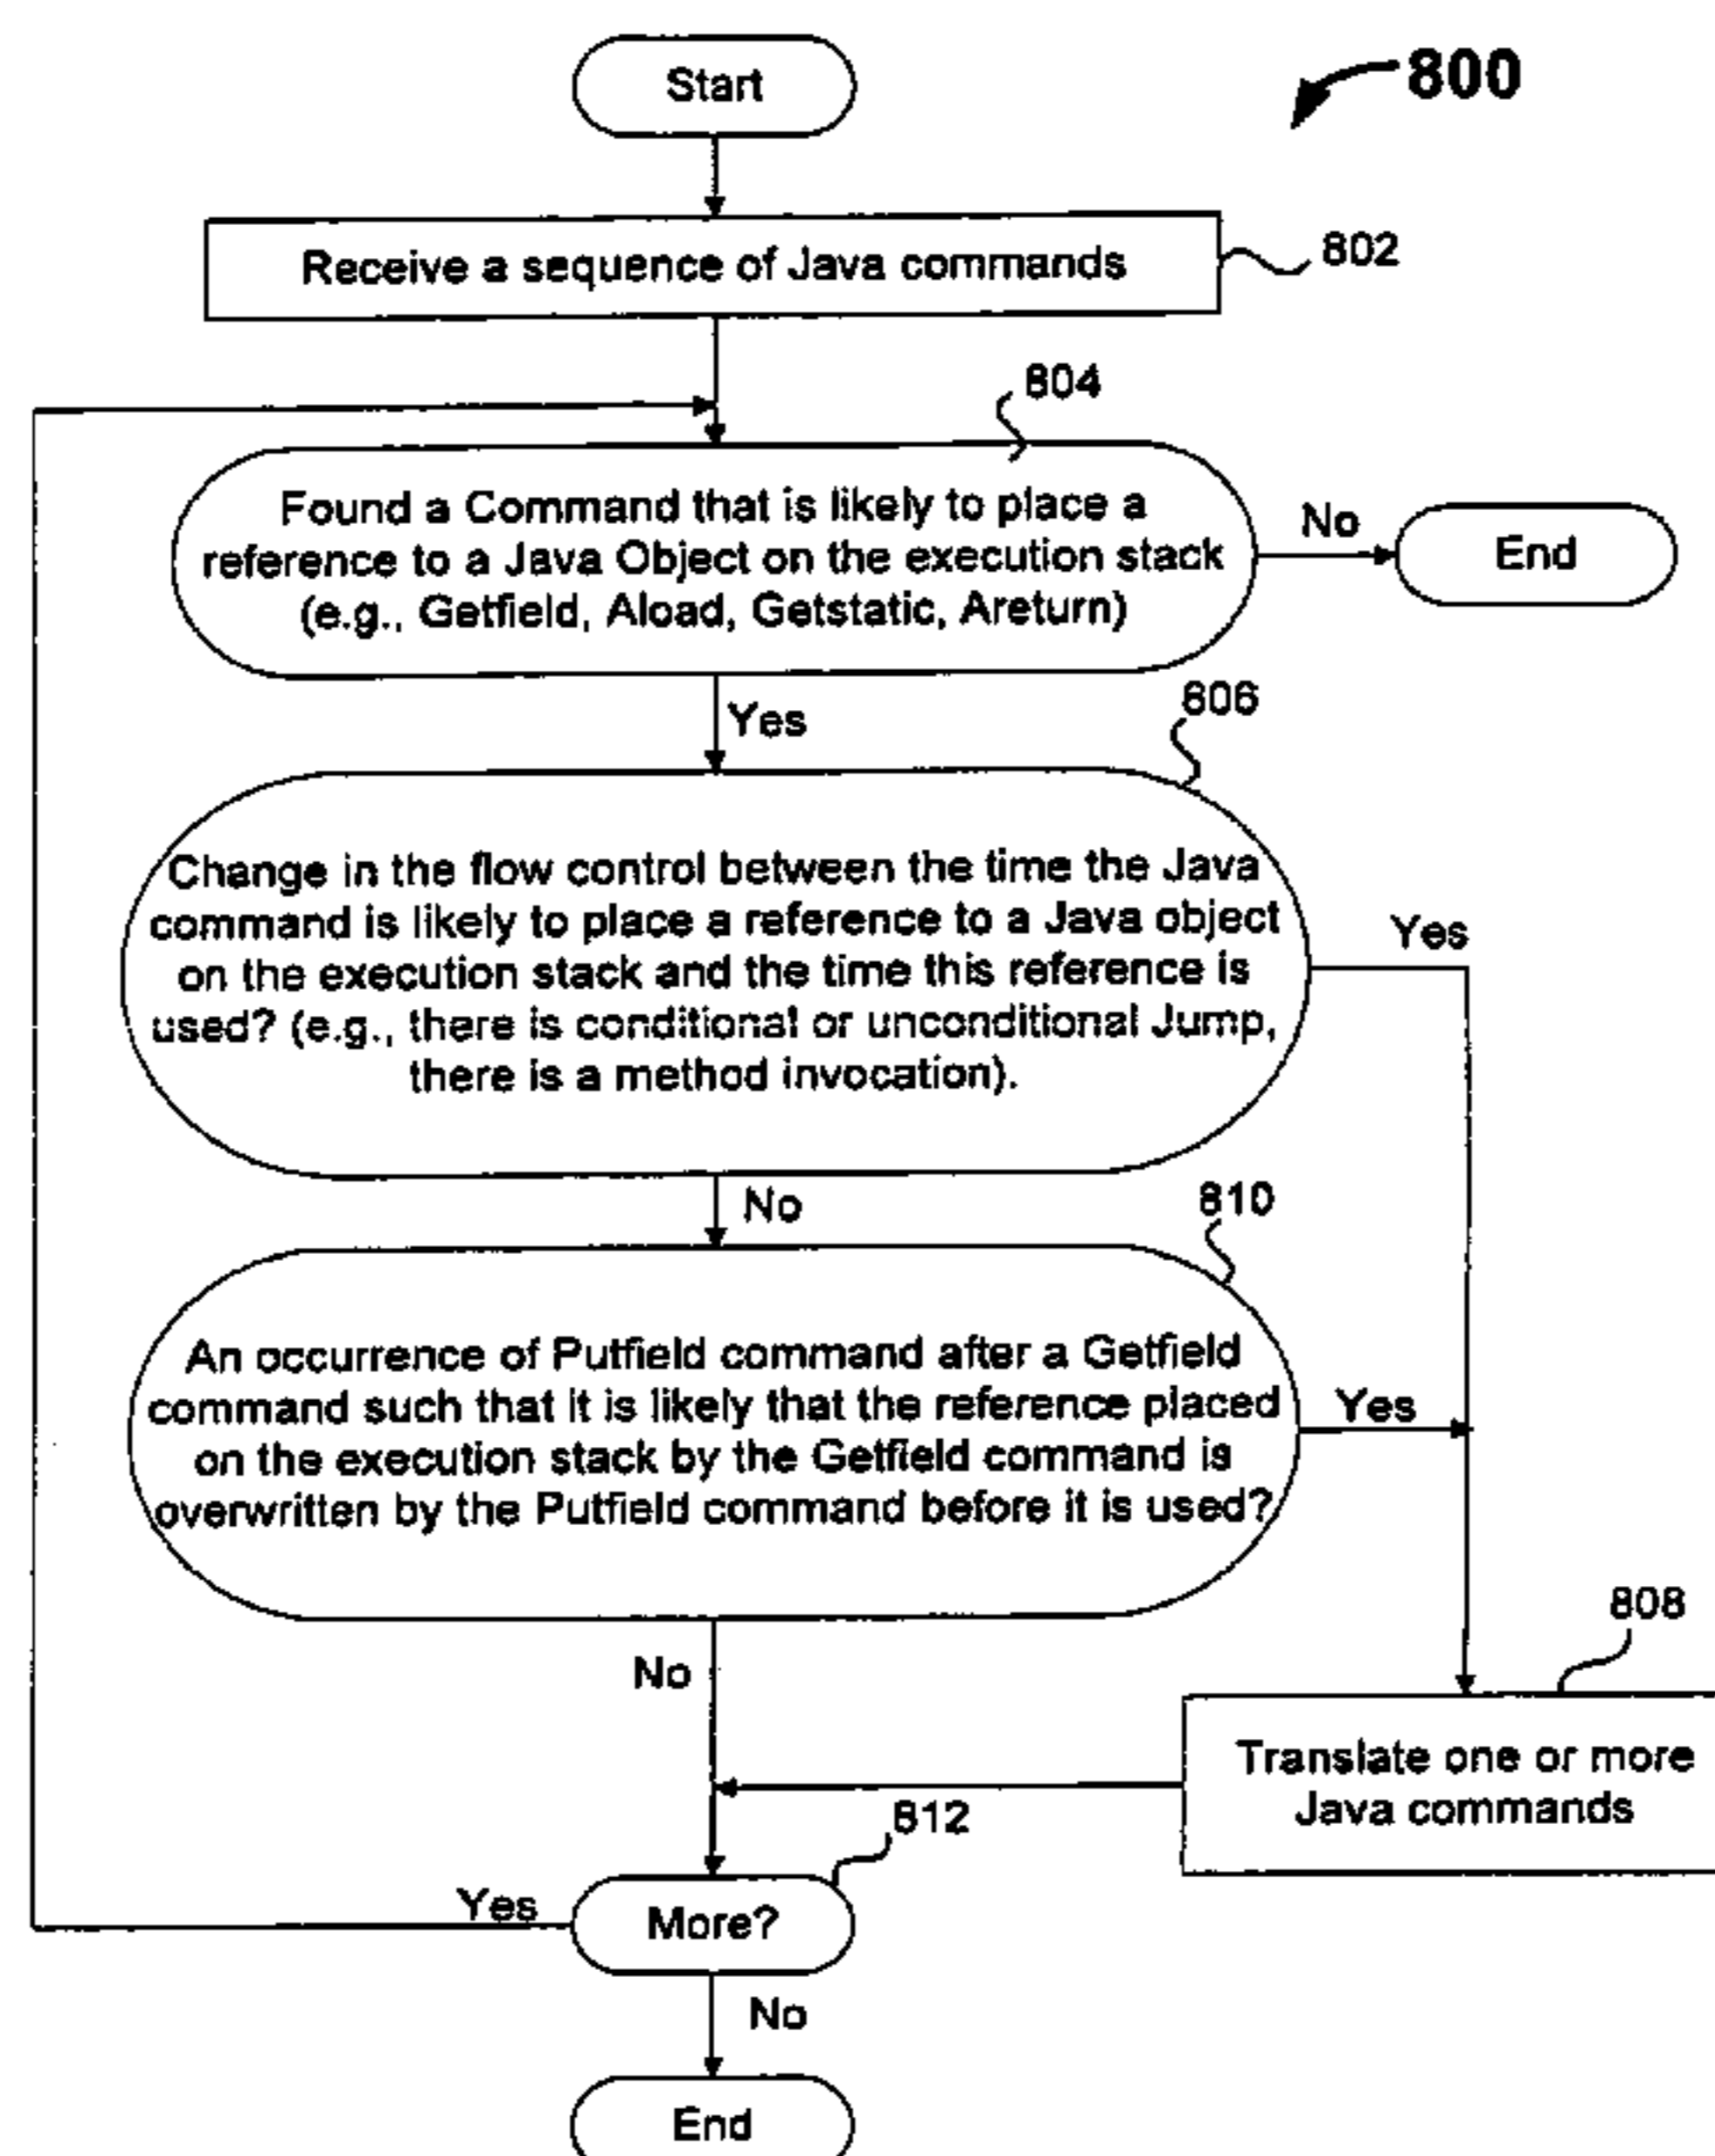 Start
800
Receive a sequence of Java commands
802
804
Found a Command that is likely to place a
reference to a Java Object on the execution stack
(e.g., Getfield, Aload, Getstatic, Areturn)
No
End
Yes
806
Change in the flow control between the time the Java
command is likely to place a reference to a Java object
on the execution stack and the time this reference is
used? (e.g., there is conditional or unconditional Jump,
there is a method invocation).
Yes
No
810
An occurrence of Putfield command after a Getfield
command such that it is likely that the reference placed
on the execution stack by the Getfield command is
overwritten by the Putfield command before it is used?
Yes
808
No
Translate one or more
Java commands
812
Yes
More?
No
End